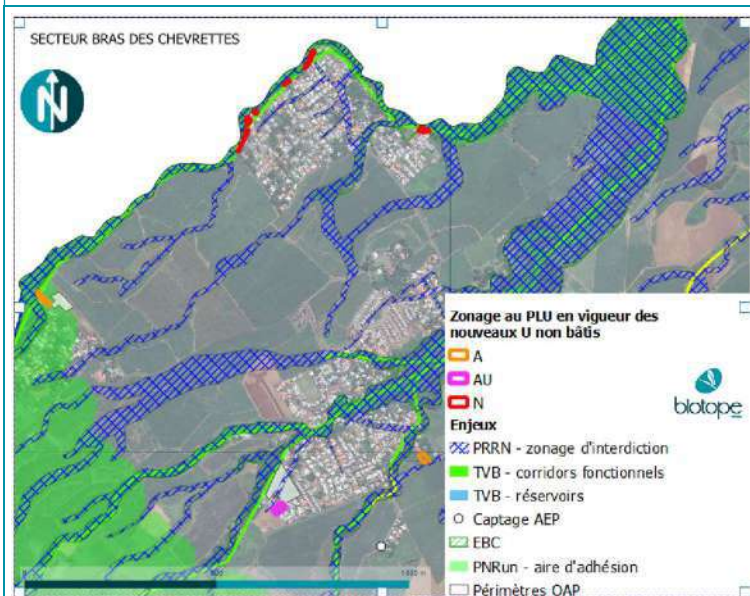 SECTEUR BRAS DES CHEVRETTES
N
Zonage au PLU en vigueur des
nouveaux U non bâtis
A
AU
N
biotope
Enjeux
PRRN - zonage d'interdiction
TVB - corridors fonctionnels
TVB - réservoirs
Captage AEP
EBC
PNRun - aire d'adhésion
Périmètres OAP